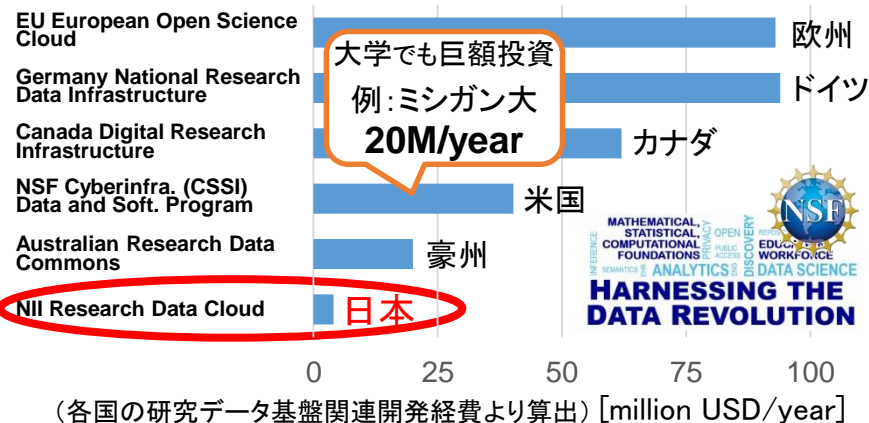 EU European Open Science
Cloud
欧州
大学でも巨額投資
例：ミシガン大
20M/year
Germany National Research
Data Infrastructure
ドイツ
Canada Digital Research
Infrastructure
カナダ
NSF Cyberinfra. (CSSI)
Data and Soft. Program
米国
Australian Research Data
Commons
豪州
NII Research Data Cloud
日本
NSF
MATHEMATICAL,
STATISTICAL,
COMPUTATIONAL
FOUNDATIONS
PRIVACY
OPEN
PUBLIC
ACCESS
DISCOVERY
WORKFORCE
INFERENCE
SEMANTICS
ANALYTICS
DATA SCIENCE
HARNESSING THE
DATA REVOLUTION
0 25 50 75 100
（各国の研究データ基盤関連開発経費より算出）[million USD/year]